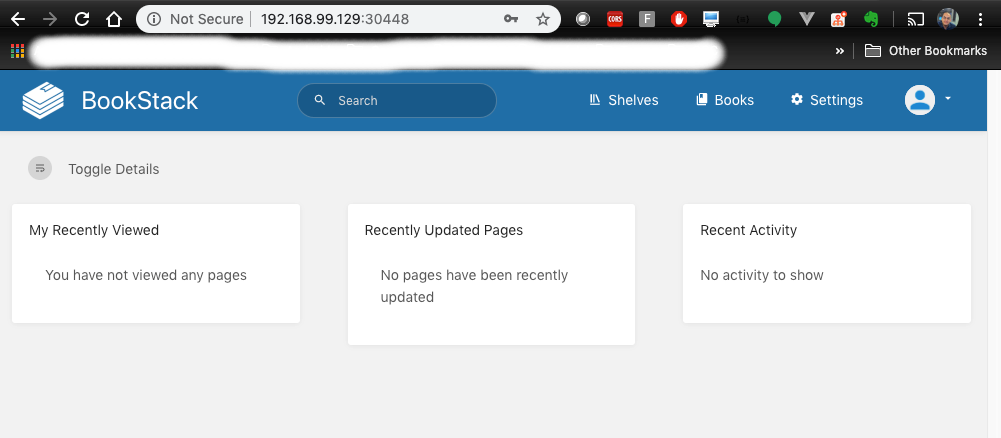 Not Secure | 192.168.99.129:30448
CORS F
» Other Bookmarks
BookStack Search Shelves Books Settings
Toggle Details
My Recently Viewed
You have not viewed any pages
Recently Updated Pages
No pages have been recently
updated
Recent Activity
No activity to show